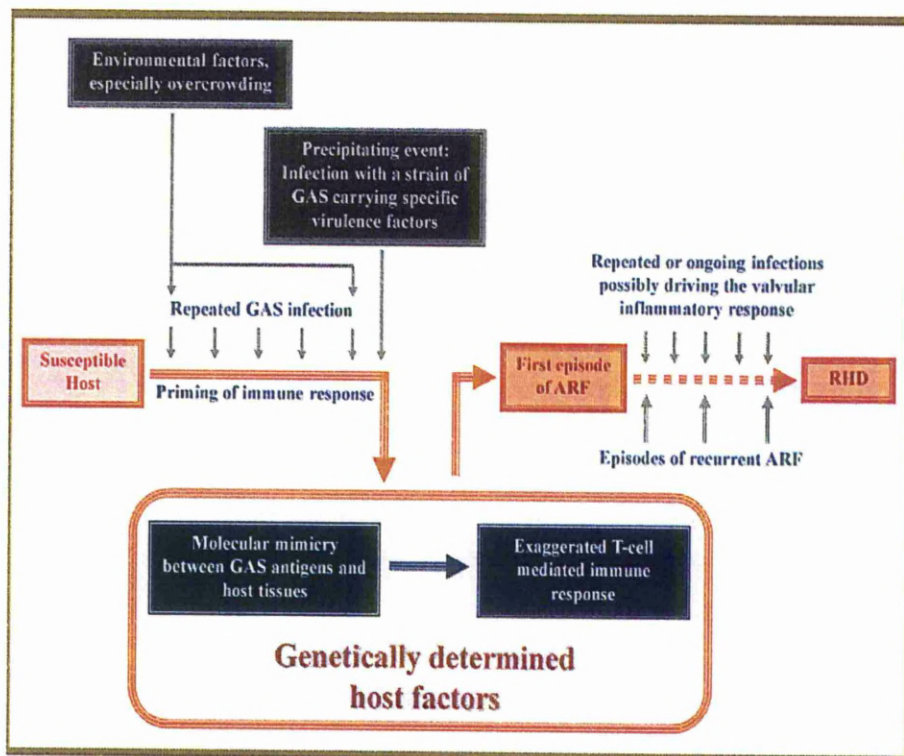 Environmental factors,
especially overcrowding
Precipitating event:
Infection with a strain of
GAS carrying specific
virulence factors
Repeated or ongoing infections
possibly driving the valvular
inflammatory response
Repeated GAS infection
Susceptible
Host
Priming of immune response
First episode
of ARF
RHD
Episodes of recurrent ARF
Molecular mimicry
between GAS antigens and
host tissues
Exaggerated T-cell
mediated immune
response
Genetically determined
host factors